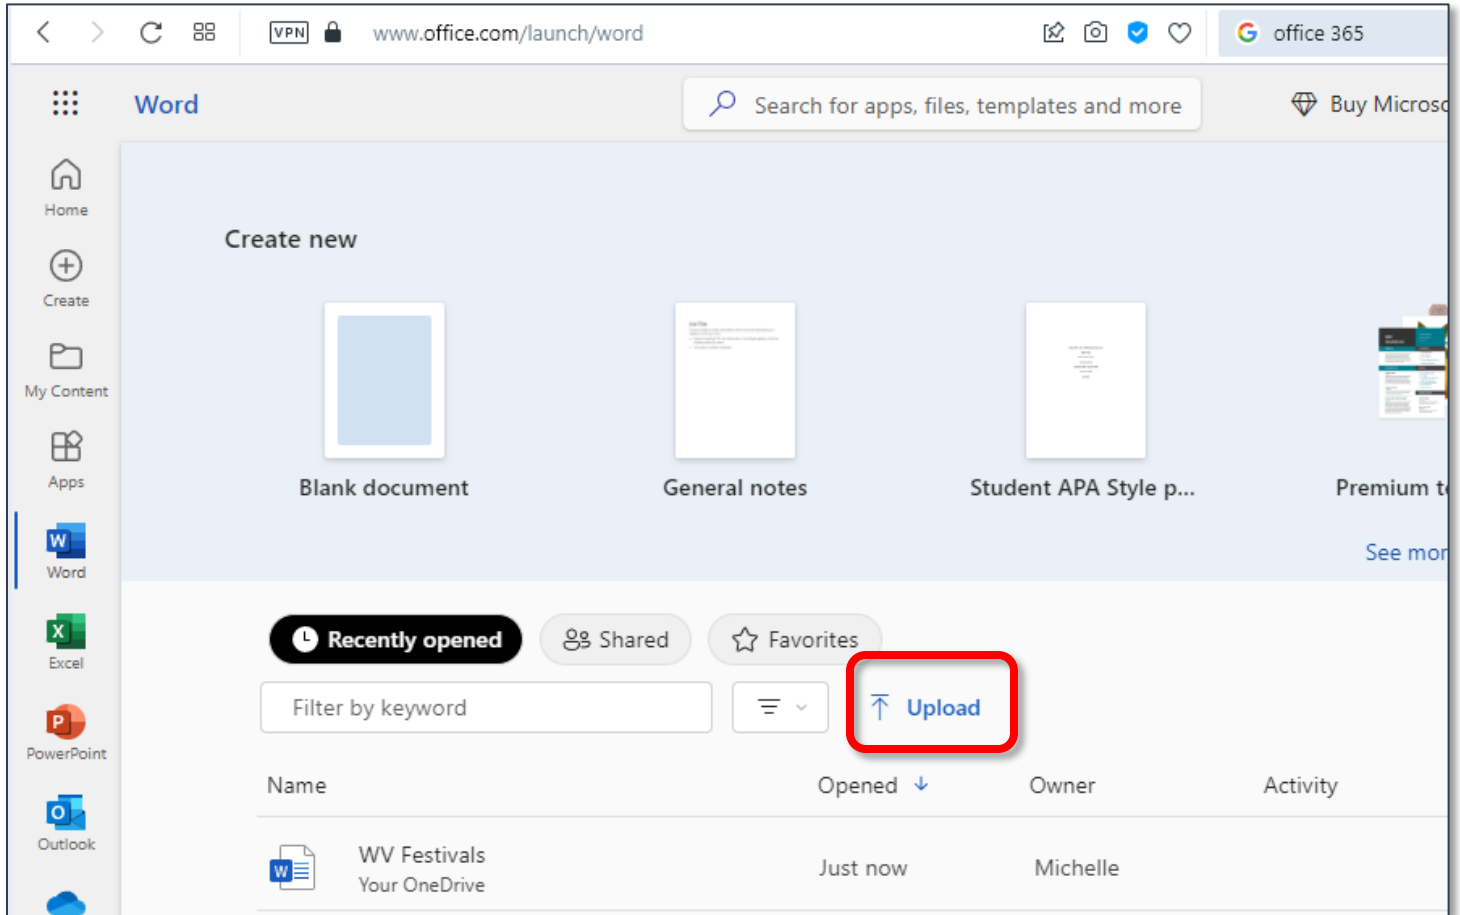 VPN www.office.com/launch/word office 365
Word Search for apps, files, templates and more Buy
Home
Create
My Content
Apps
Word
Excel
PowerPoint
Outlook
Create new
Blank document General notes Student APA Style p... Premium
See
Recently opened Shared Favorites
Filter by keyword Upload
Name Opened Owner Activity
WV Festivals Just now Michelle
Your OneDrive